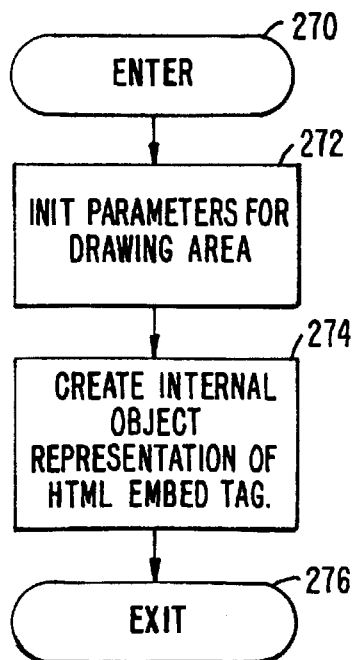 270
ENTER
272
INIT PARAMETERS FOR
DRAWING AREA
274
CREATE INTERNAL
OBJECT
REPRESENTATION OF
HTML EMBED TAG.
276
EXIT